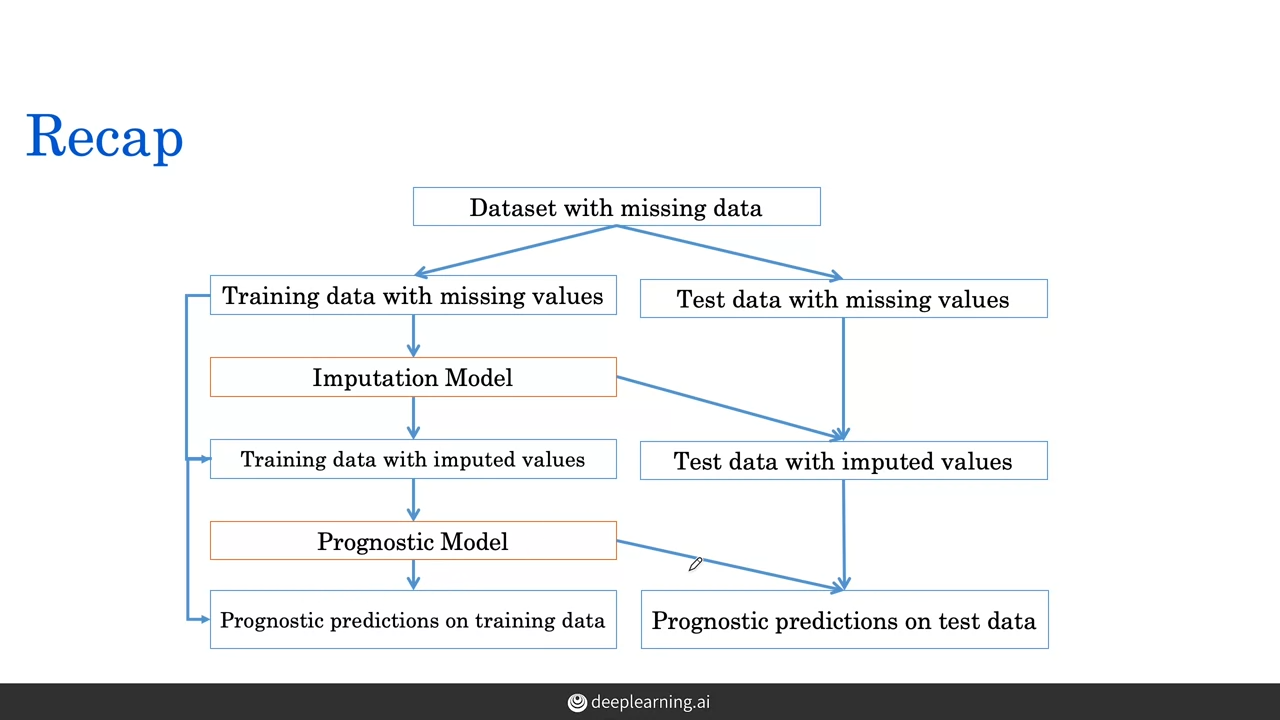 Recap
Dataset with missing data
Training data with missing values
Test data with missing values
Imputation Model
Training data with imputed values
Test data with imputed values
Prognostic Model
Prognostic predictions on training data
Prognostic predictions on test data
deeplearning.ai